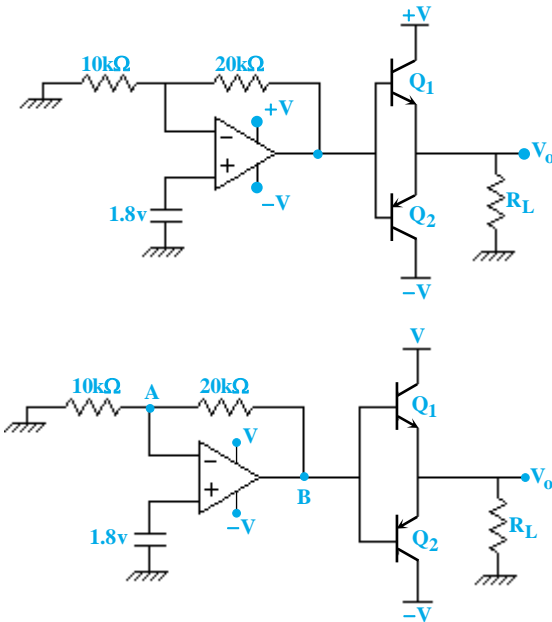 +V
10kΩ
20kΩ
Q1
+V
−
+
Vo
−V
1.8v
Q2
RL
−V
V
10kΩ
A
20kΩ
Q1
V
−
+
B
Vo
−V
1.8v
Q2
RL
−V